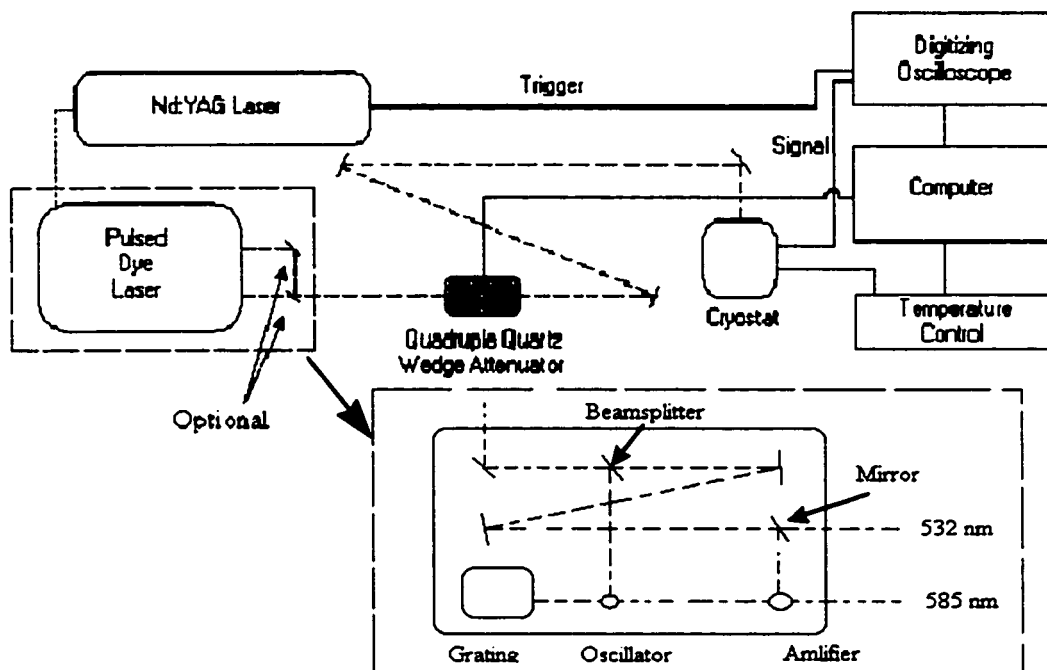 Digitizing
Oscilloscope
Trigger
Nd:YAG Laser
Signal
Computer
Pulsed
Dye
Laser
Cryostat
Temperature
Control
Quadruple Quartz
Wedge Attenuator
Optional
Beamsplitter
Mirror
532 nm
585 nm
Grating
Oscillator
Amlifier